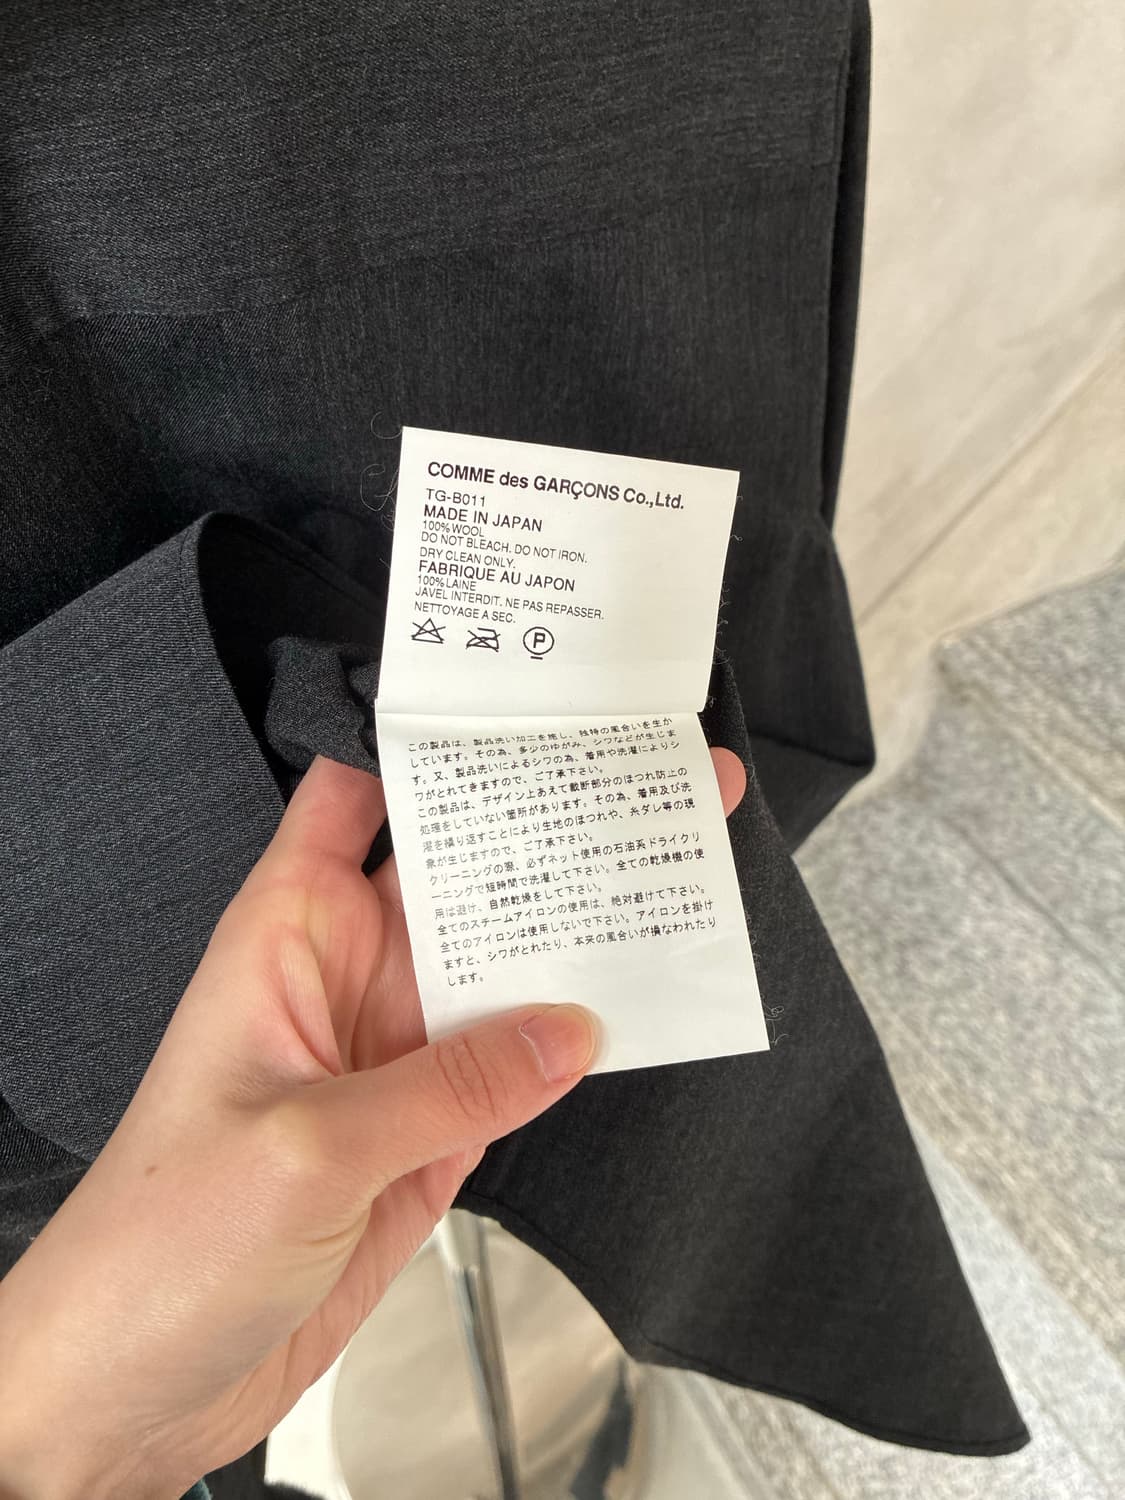 COMME des GARÇONS Co.,Ltd.
TG-B011
MADE IN JAPAN
100% WOOL
DO NOT BLEACH. DO NOT IRON.
DRY CLEAN ONLY.
FABRIQUE AU JAPON
100% LAINE
JAVEL INTERDIT. NE PAS REPASSER.
NETTOYAGE A SEC.
P
この製品は、製品洗い加工を施し、独特の風合いを生か
しています。その為、多少のゆがみ、シワなどが生じま
す。又、製品洗いによるシワの為、着用や洗濯によりシ
ワがとれてきますので、ご了承下さい。
この製品は、デザイン上あえて裁断部分のほつれ防止の
処理をしていない箇所があります。その為、着用及び洗
濯を繰り返すことにより生地のほつれや、糸ダレ等の現
象が生じますので、ご了承下さい。
クリーニングの際、必ずネット使用の石油系ドライクリ
ーニングで短時間で洗濯して下さい。全ての乾燥機の使
用は避け、自然乾燥をして下さい。
全てのスチームアイロンの使用は、絶対避けて下さい。
全てのアイロンは使用しないで下さい。アイロンを掛け
ますと、シワがとれたり、本来の風合いが損なわれたり
します。